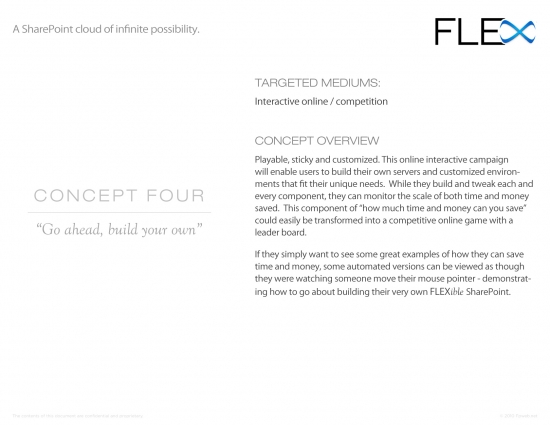 A SharePoint cloud of infinite possibility.
FLEX
TARGETED MEDIUMS:
Interactive online / competition
CONCEPT OVERVIEW
Playable, sticky and customized. This online interactive campaign
will enable users to build their own servers and customized environ-
ments that fit their unique needs. While they build and tweak each and
every component, they can monitor the scale of both time and money
saved. This component of “how much time and money can you save”
could easily be transformed into a competitive online game with a
leader board.
If they simply want to see some great examples of how they can save
time and money, some automated versions can be viewed as though
they were watching someone move their mouse pointer - demonstrat-
ing how to go about building their very own FLEXible SharePoint.
CONCEPT FOUR
“Go ahead, build your own”